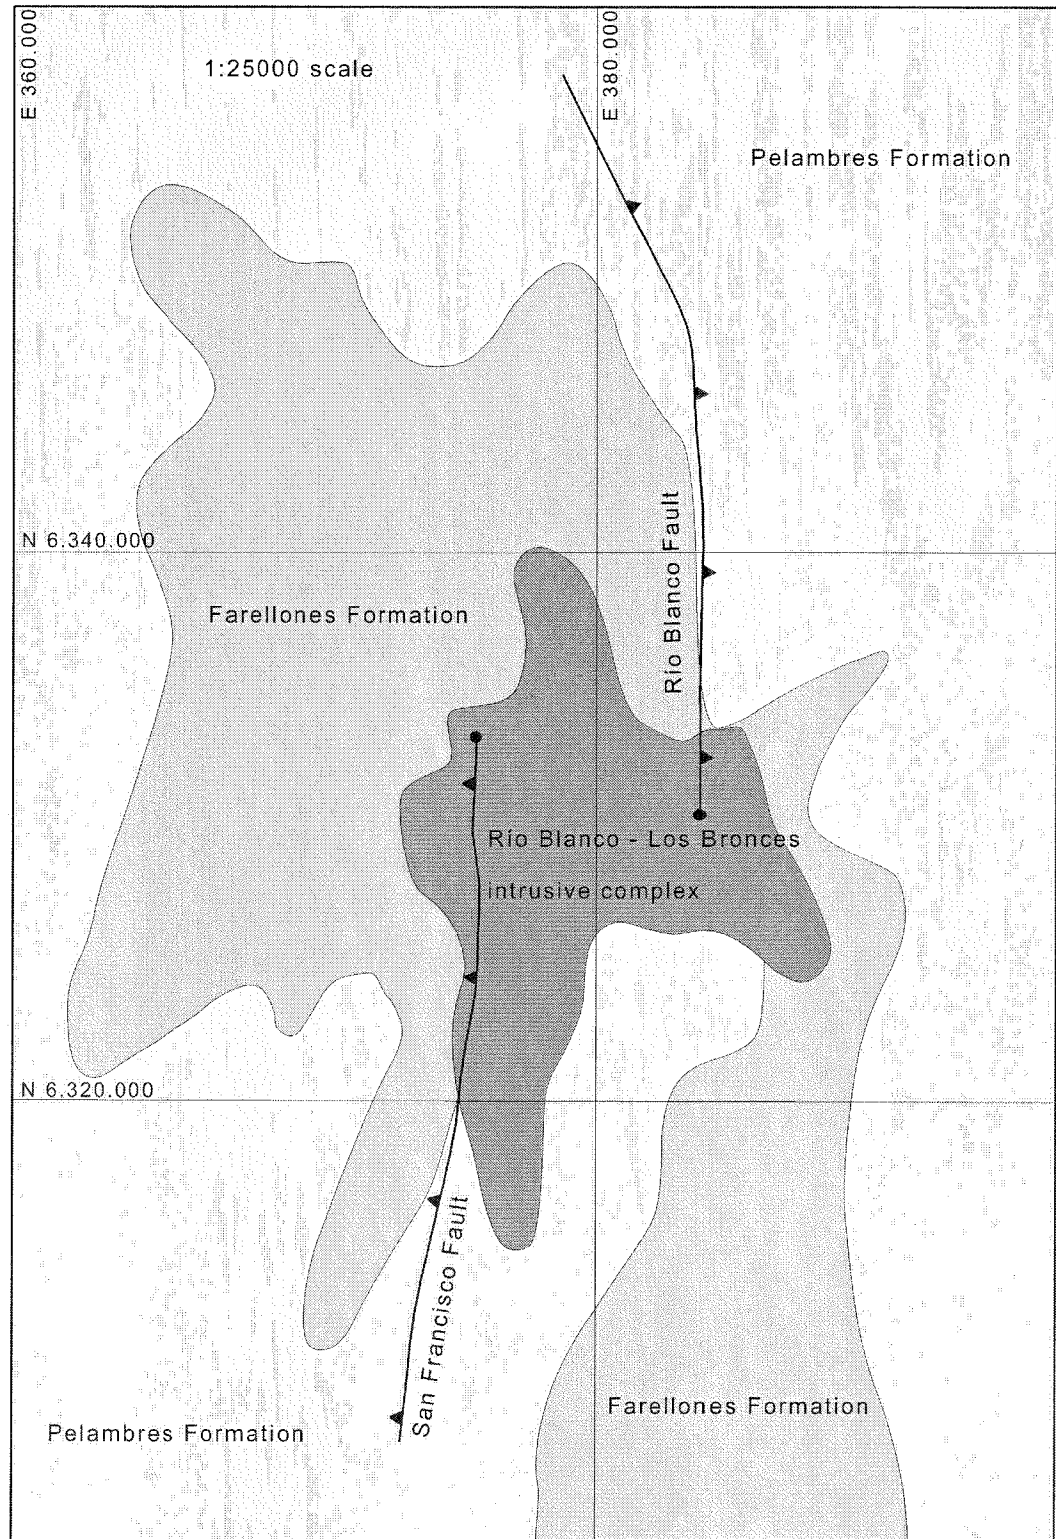 E 360.000
1:25000 scale
E 380.000
Pelambres Formation
N 6.340.000
Río Blanco Fault
Farellones Formation
Río Blanco - Los Bronces
intrusive complex
N 6.320.000
San Francisco Fault
Farellones Formation
Pelambres Formation